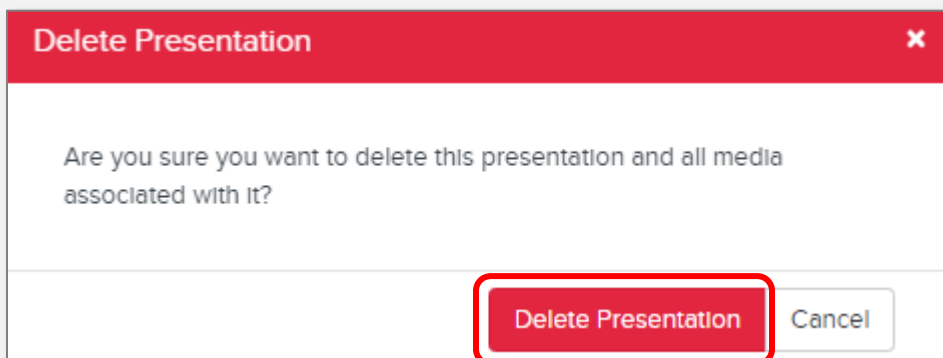 Delete Presentation
Are you sure you want to delete this presentation and all media
associated with it?
Delete Presentation
Cancel